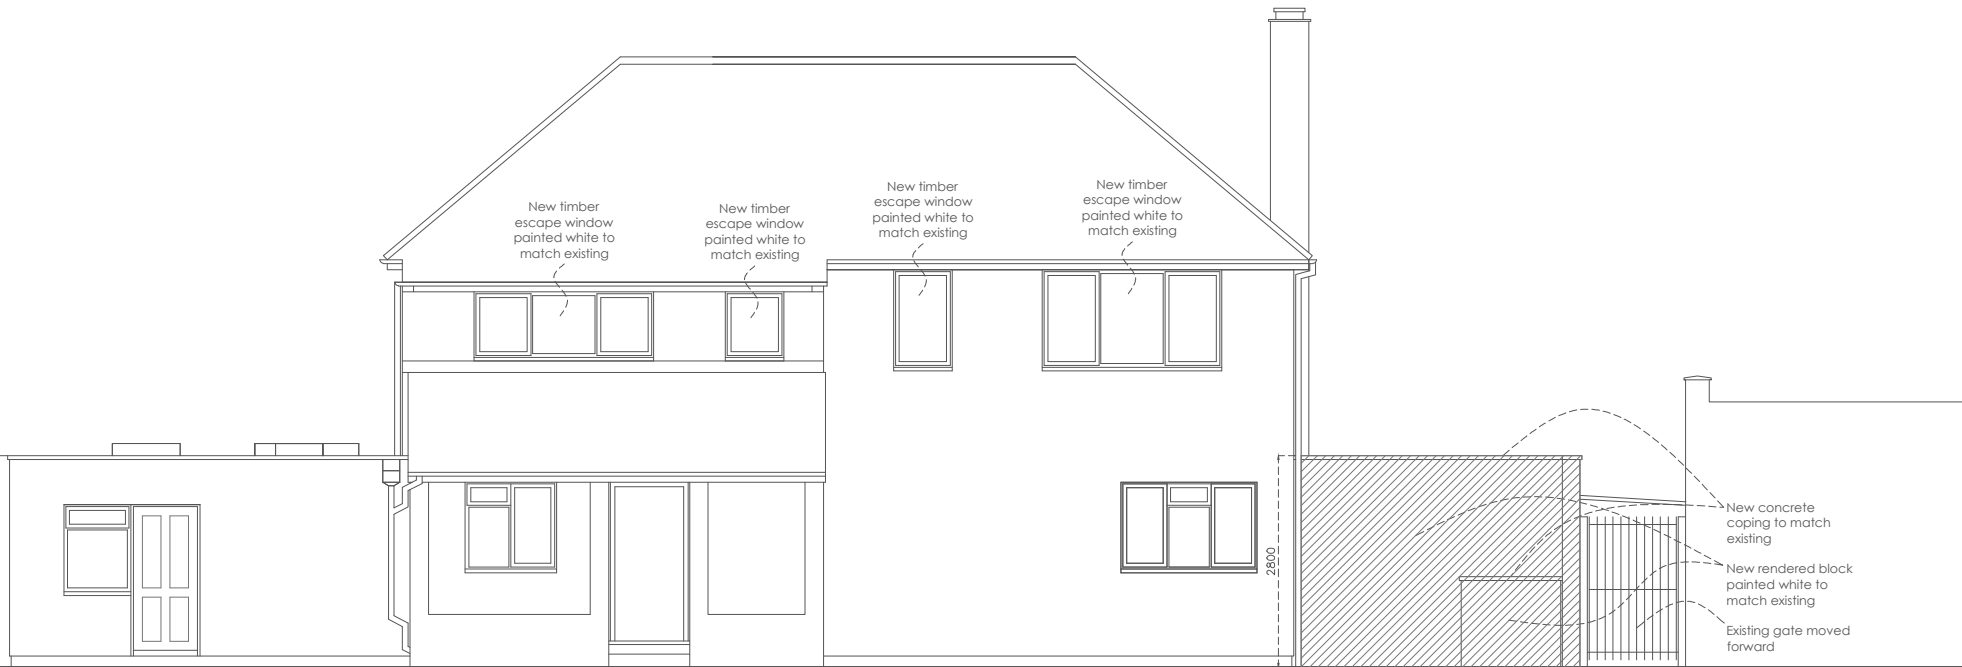 New timber
escape window
painted white to
match existing
New timber
escape window
painted white to
match existing
New timber
escape window
painted white to
match existing
New timber
escape window
painted white to
match existing
2800
New concrete
coping to match
existing
New rendered block
painted white to
match existing
Existing gate moved
forward